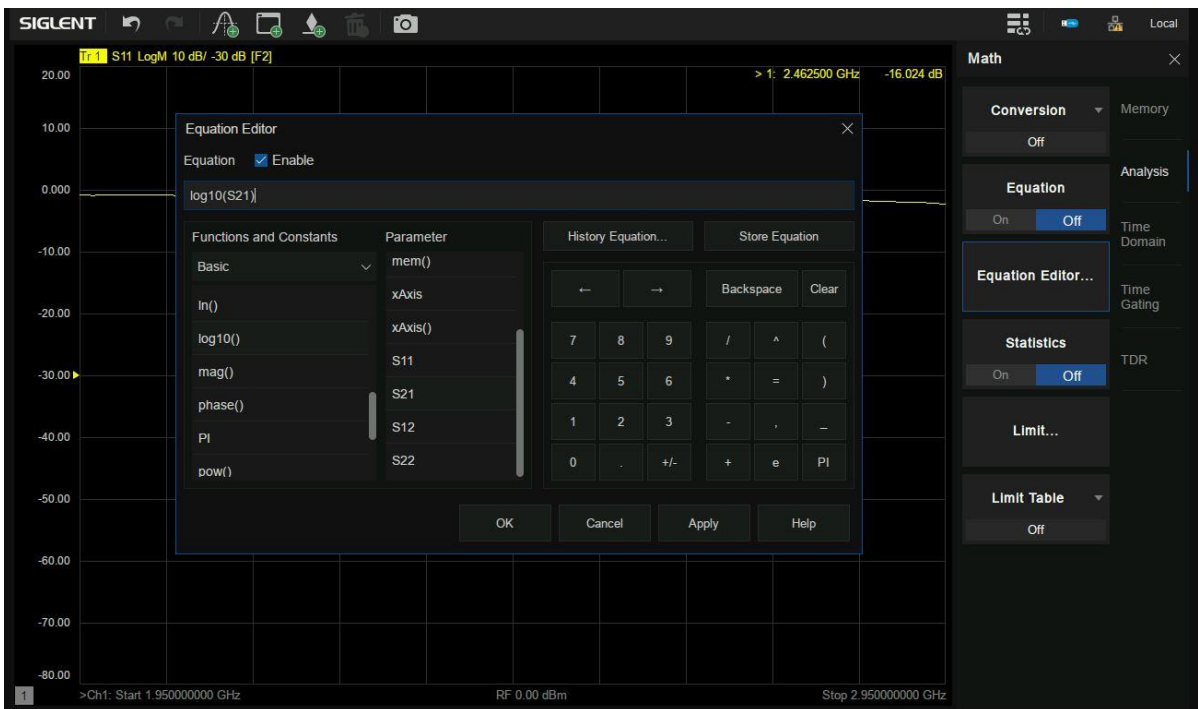 SIGLENT
Local
Tr 1 S11 LogM 10 dB/ -30 dB [F2]
> 1: 2.462500 GHz -16.024 dB
20.00
10.00
0.000
-10.00
-20.00
-30.00
-40.00
-50.00
-60.00
-70.00
-80.00
Equation Editor
Equation Enable
log10(S21)
Functions and Constants
Basic
ln()
log10()
mag()
phase()
PI
pow()
Parameter
mem()
xAxis
xAxis()
S11
S21
S12
S22
History Equation... Store Equation
← → Backspace Clear
7 8 9 / ^ (
4 5 6 * = )
1 2 3 - , _
0 . +/- + e PI
OK Cancel Apply Help
1 >Ch1: Start 1.950000000 GHz RF 0.00 dBm Stop 2.950000000 GHz
Math
Conversion
Off
Equation
On Off
Equation Editor...
Statistics
On Off
Limit...
Limit Table
Off
Memory
Analysis
Time
Domain
Time
Gating
TDR